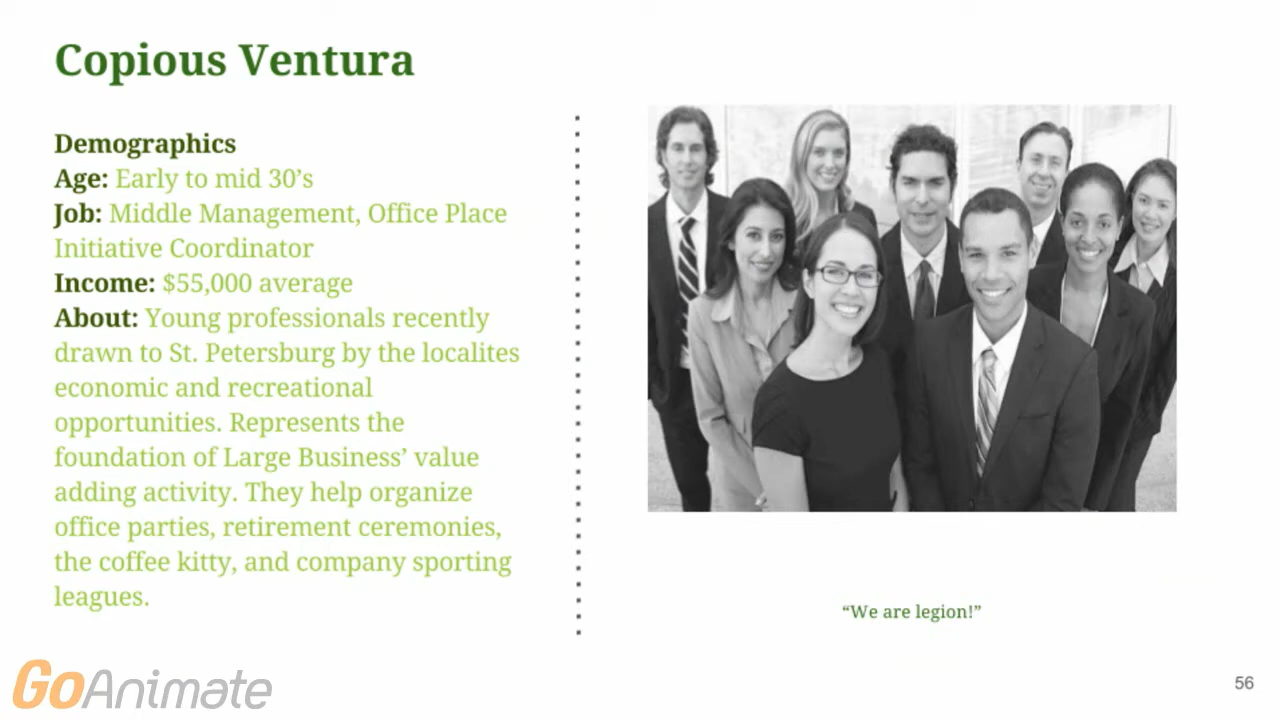 Copious Ventura
Demographics
Age: Early to mid 30’s
Job: Middle Management, Office Place
Initiative Coordinator
Income: $55,000 average
About: Young professionals recently
drawn to St. Petersburg by the localites
economic and recreational
opportunities. Represents the
foundation of Large Business’ value
adding activity. They help organize
office parties, retirement ceremonies,
the coffee kitty, and company sporting
leagues.
“We are legion!”
GoAnimate
56